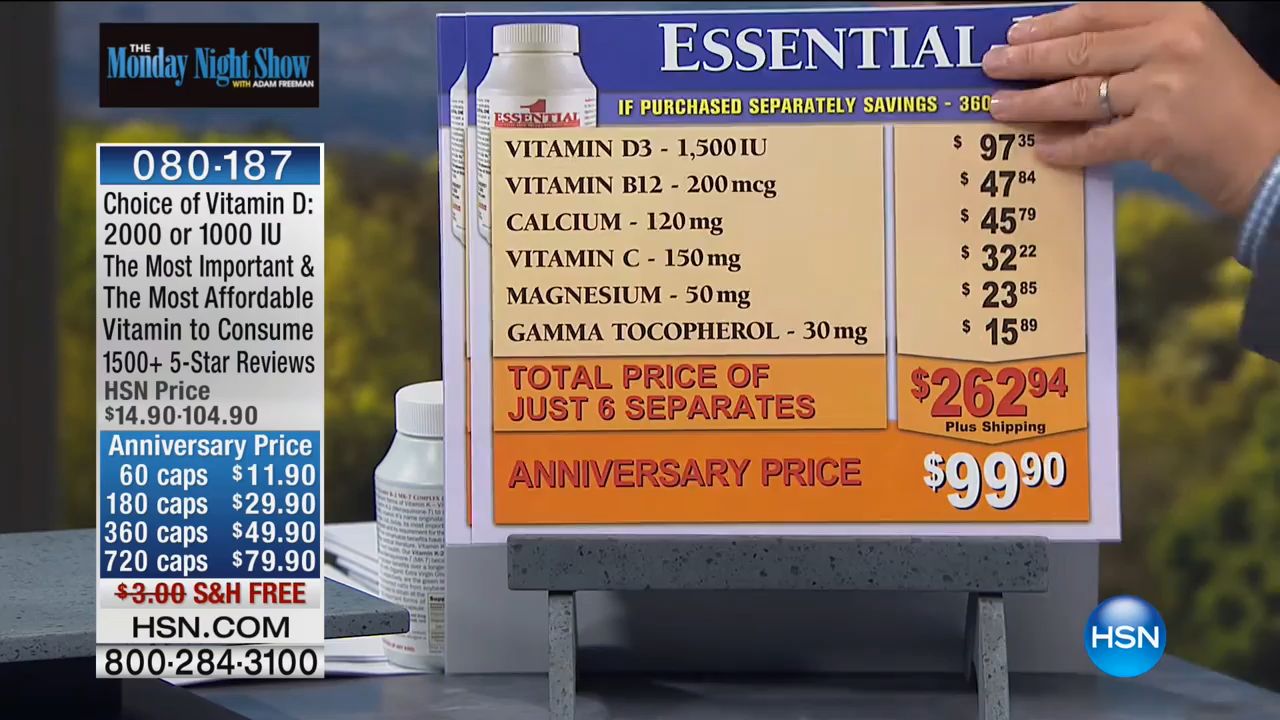 THE
Monday Night Show
WITH ADAM FREEMAN
080-187
Choice of Vitamin D:
2000 or 1000 IU
The Most Important &
The Most Affordable
Vitamin to Consume
1500+ 5-Star Reviews
HSN Price
$14.90-104.90
Anniversary Price
60 caps $11.90
180 caps $29.90
360 caps $49.90
720 caps $79.90
$3.00 S&H FREE
HSN.COM
800-284-3100
ESSENTIAL
IF PURCHASED SEPARATELY SAVINGS - 360
1
ESSENTIAL
VITAMIN D3 - 1,500 IU $97.35
VITAMIN B12 - 200 mcg $47.84
CALCIUM - 120 mg $45.79
VITAMIN C - 150 mg $32.22
MAGNESIUM - 50 mg $23.85
GAMMA TOCOPHEROL - 30 mg $15.89
TOTAL PRICE OF
JUST 6 SEPARATES
$262.94
Plus Shipping
ANNIVERSARY PRICE $99.90
HSN